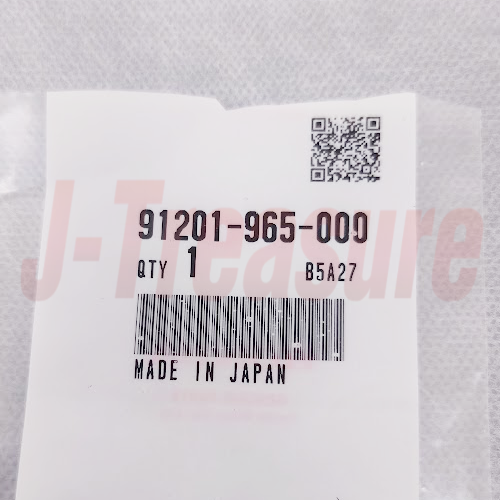 91201-965-000
QTY 1 B5A27
MADE IN JAPAN
J-Treasure